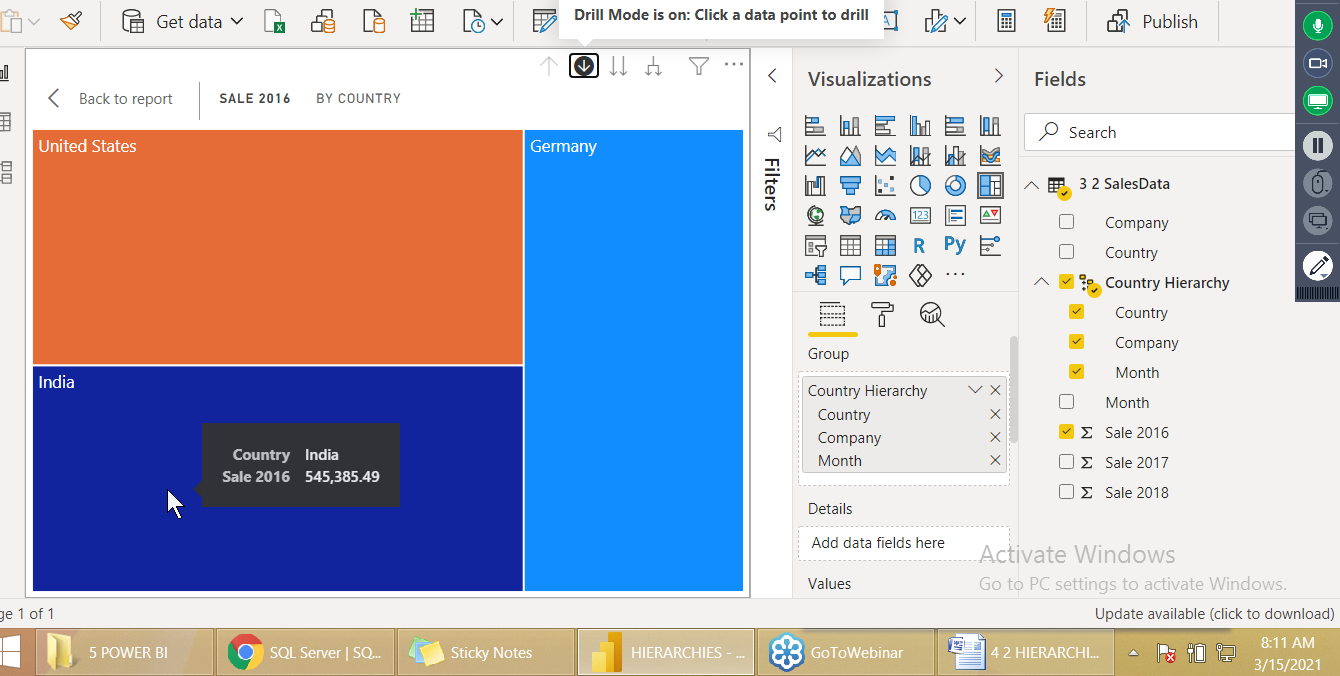 Get data
Drill Mode is on: Click a data point to drill
Publish
Back to report
SALE 2016
BY COUNTRY
United States
Germany
India
Country India
Sale 2016 545,385.49
Filters
Visualizations
123
R
Py
Group
Country Hierarchy
Country
Company
Month
Details
Add data fields here
Values
Fields
Search
3 2 SalesData
Company
Country
Country Hierarchy
Country
Company
Month
Month
Σ Sale 2016
Σ Sale 2017
Σ Sale 2018
Activate Windows
Go to PC settings to activate Windows.
ge 1 of 1
Update available (click to download)
5 POWER BI
SQL Server | SQ...
Sticky Notes
HIERARCHIES - ...
GoToWebinar
4 2 HIERARCHI...
8:11 AM
3/15/2021